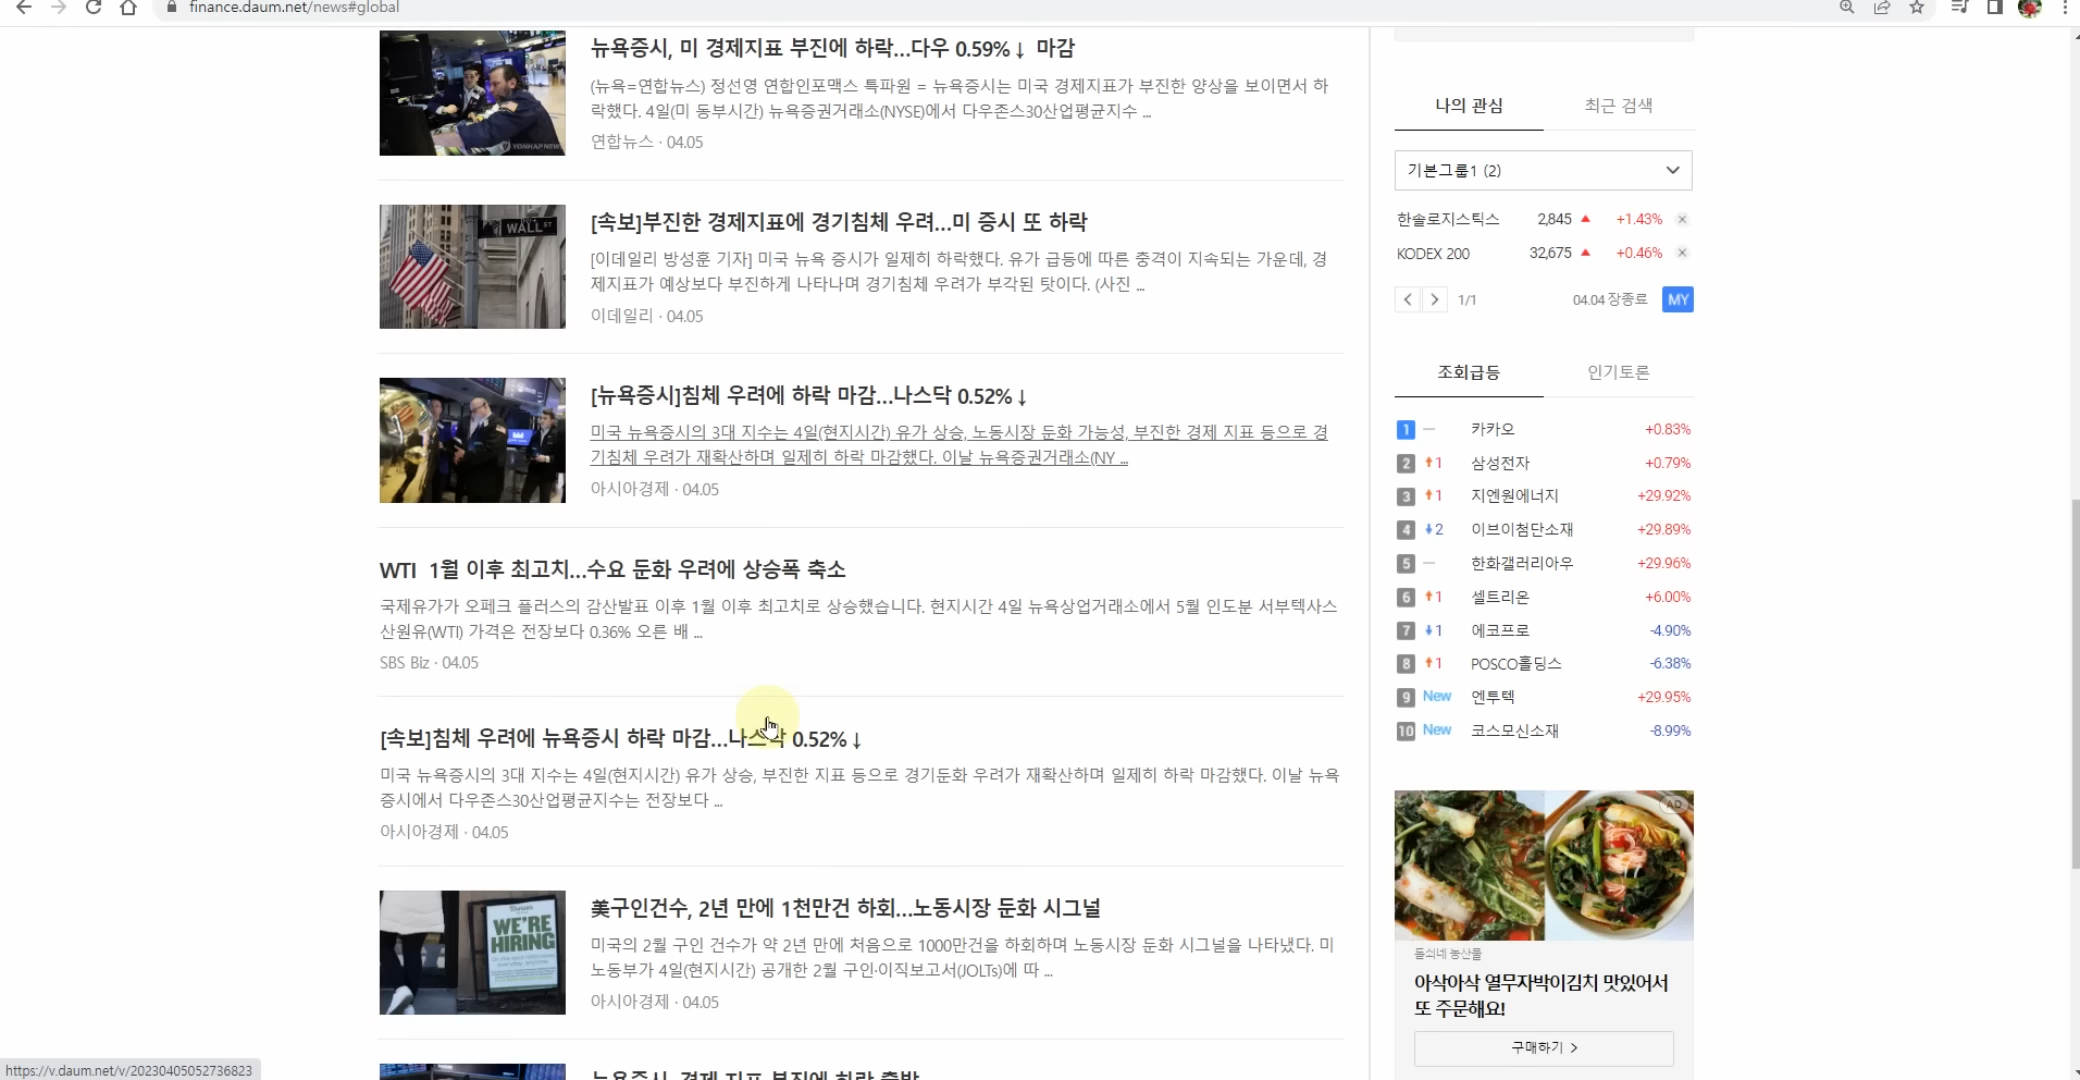 finance.daum.net/news#global
뉴욕증시, 미 경제지표 부진에 하락...다우 0.59%↓ 마감
(뉴욕=연합뉴스) 정선영 연합인포맥스 특파원 = 뉴욕증시는 미국 경제지표가 부진한 양상을 보이면서 하
락했다. 4일(미 동부시간) 뉴욕증권거래소(NYSE)에서 다우존스30산업평균지수 ...
연합뉴스 · 04.05
YONHAP NEWS
WALL ST
[속보]부진한 경제지표에 경기침체 우려...미 증시 또 하락
[이데일리 방성훈 기자] 미국 뉴욕 증시가 일제히 하락했다. 유가 급등에 따른 충격이 지속되는 가운데, 경
제지표가 예상보다 부진하게 나타나며 경기침체 우려가 부각된 탓이다. (사진 ...
이데일리 · 04.05
[뉴욕증시]침체 우려에 하락 마감...나스닥 0.52%↓
미국 뉴욕증시의 3대 지수는 4일(현지시간) 유가 상승, 노동시장 둔화 가능성, 부진한 경제 지표 등으로 경
기침체 우려가 재확산하며 일제히 하락 마감했다. 이날 뉴욕증권거래소(NY ...
아시아경제 · 04.05
WTI 1월 이후 최고치...수요 둔화 우려에 상승폭 축소
국제유가가 오페크 플러스의 감산발표 이후 1월 이후 최고치로 상승했습니다. 현지시간 4일 뉴욕상업거래소에서 5월 인도분 서부텍사스
산원유(WTI) 가격은 전장보다 0.36% 오른 배 ...
SBS Biz · 04.05
[속보]침체 우려에 뉴욕증시 하락 마감...나스닥 0.52%↓
미국 뉴욕증시의 3대 지수는 4일(현지시간) 유가 상승, 부진한 지표 등으로 경기둔화 우려가 재확산하며 일제히 하락 마감했다. 이날 뉴욕
증시에서 다우존스30산업평균지수는 전장보다 ...
아시아경제 · 04.05
WE'RE
HIRING
美구인건수, 2년 만에 1천만건 하회...노동시장 둔화 시그널
미국의 2월 구인 건수가 약 2년 만에 처음으로 1000만건을 하회하며 노동시장 둔화 시그널을 나타냈다. 미
노동부가 4일(현지시간) 공개한 2월 구인·이직보고서(JOLTs)에 따 ...
아시아경제 · 04.05
뉴욕증시, 경제 지표 부진에 하락 출발
https://v.daum.net/v/20230405052736823
나의 관심 최근 검색
기본그룹1 (2)
한솔로지스틱스 2,845 ▲ +1.43% ×
KODEX 200 32,675 ▲ +0.46% ×
< > 1/1 04.04 장종료 MY
조회급등 인기토론
1 — 카카오 +0.83%
2 ↑1 삼성전자 +0.79%
3 ↑1 지엔원에너지 +29.92%
4 ↓2 이브이첨단소재 +29.89%
5 — 한화갤러리아우 +29.96%
6 ↑1 셀트리온 +6.00%
7 ↓1 에코프로 -4.90%
8 ↑1 POSCO홀딩스 -6.38%
9 New 엔투텍 +29.95%
10 New 코스모신소재 -8.99%
AD
돌쇠네 농산물
아삭아삭 열무자박이김치 맛있어서
또 주문해요!
구매하기 >